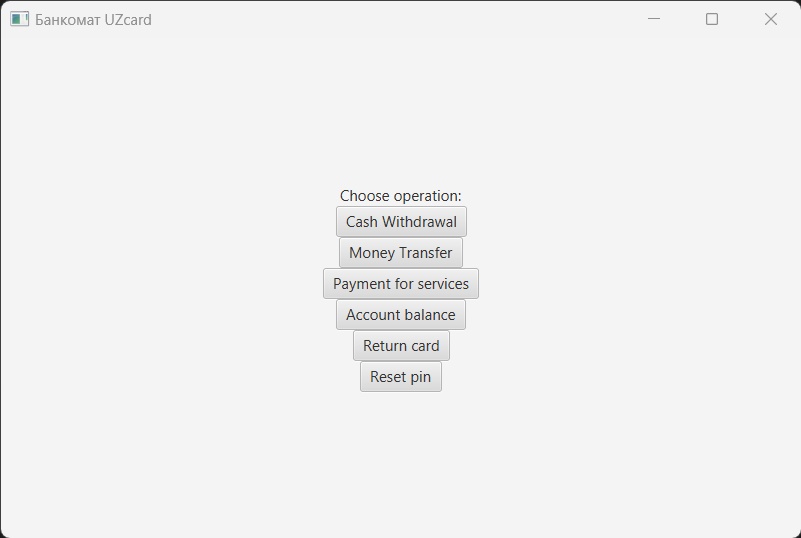 Банкомат UZcard
Choose operation:
Cash Withdrawal
Money Transfer
Payment for services
Account balance
Return card
Reset pin